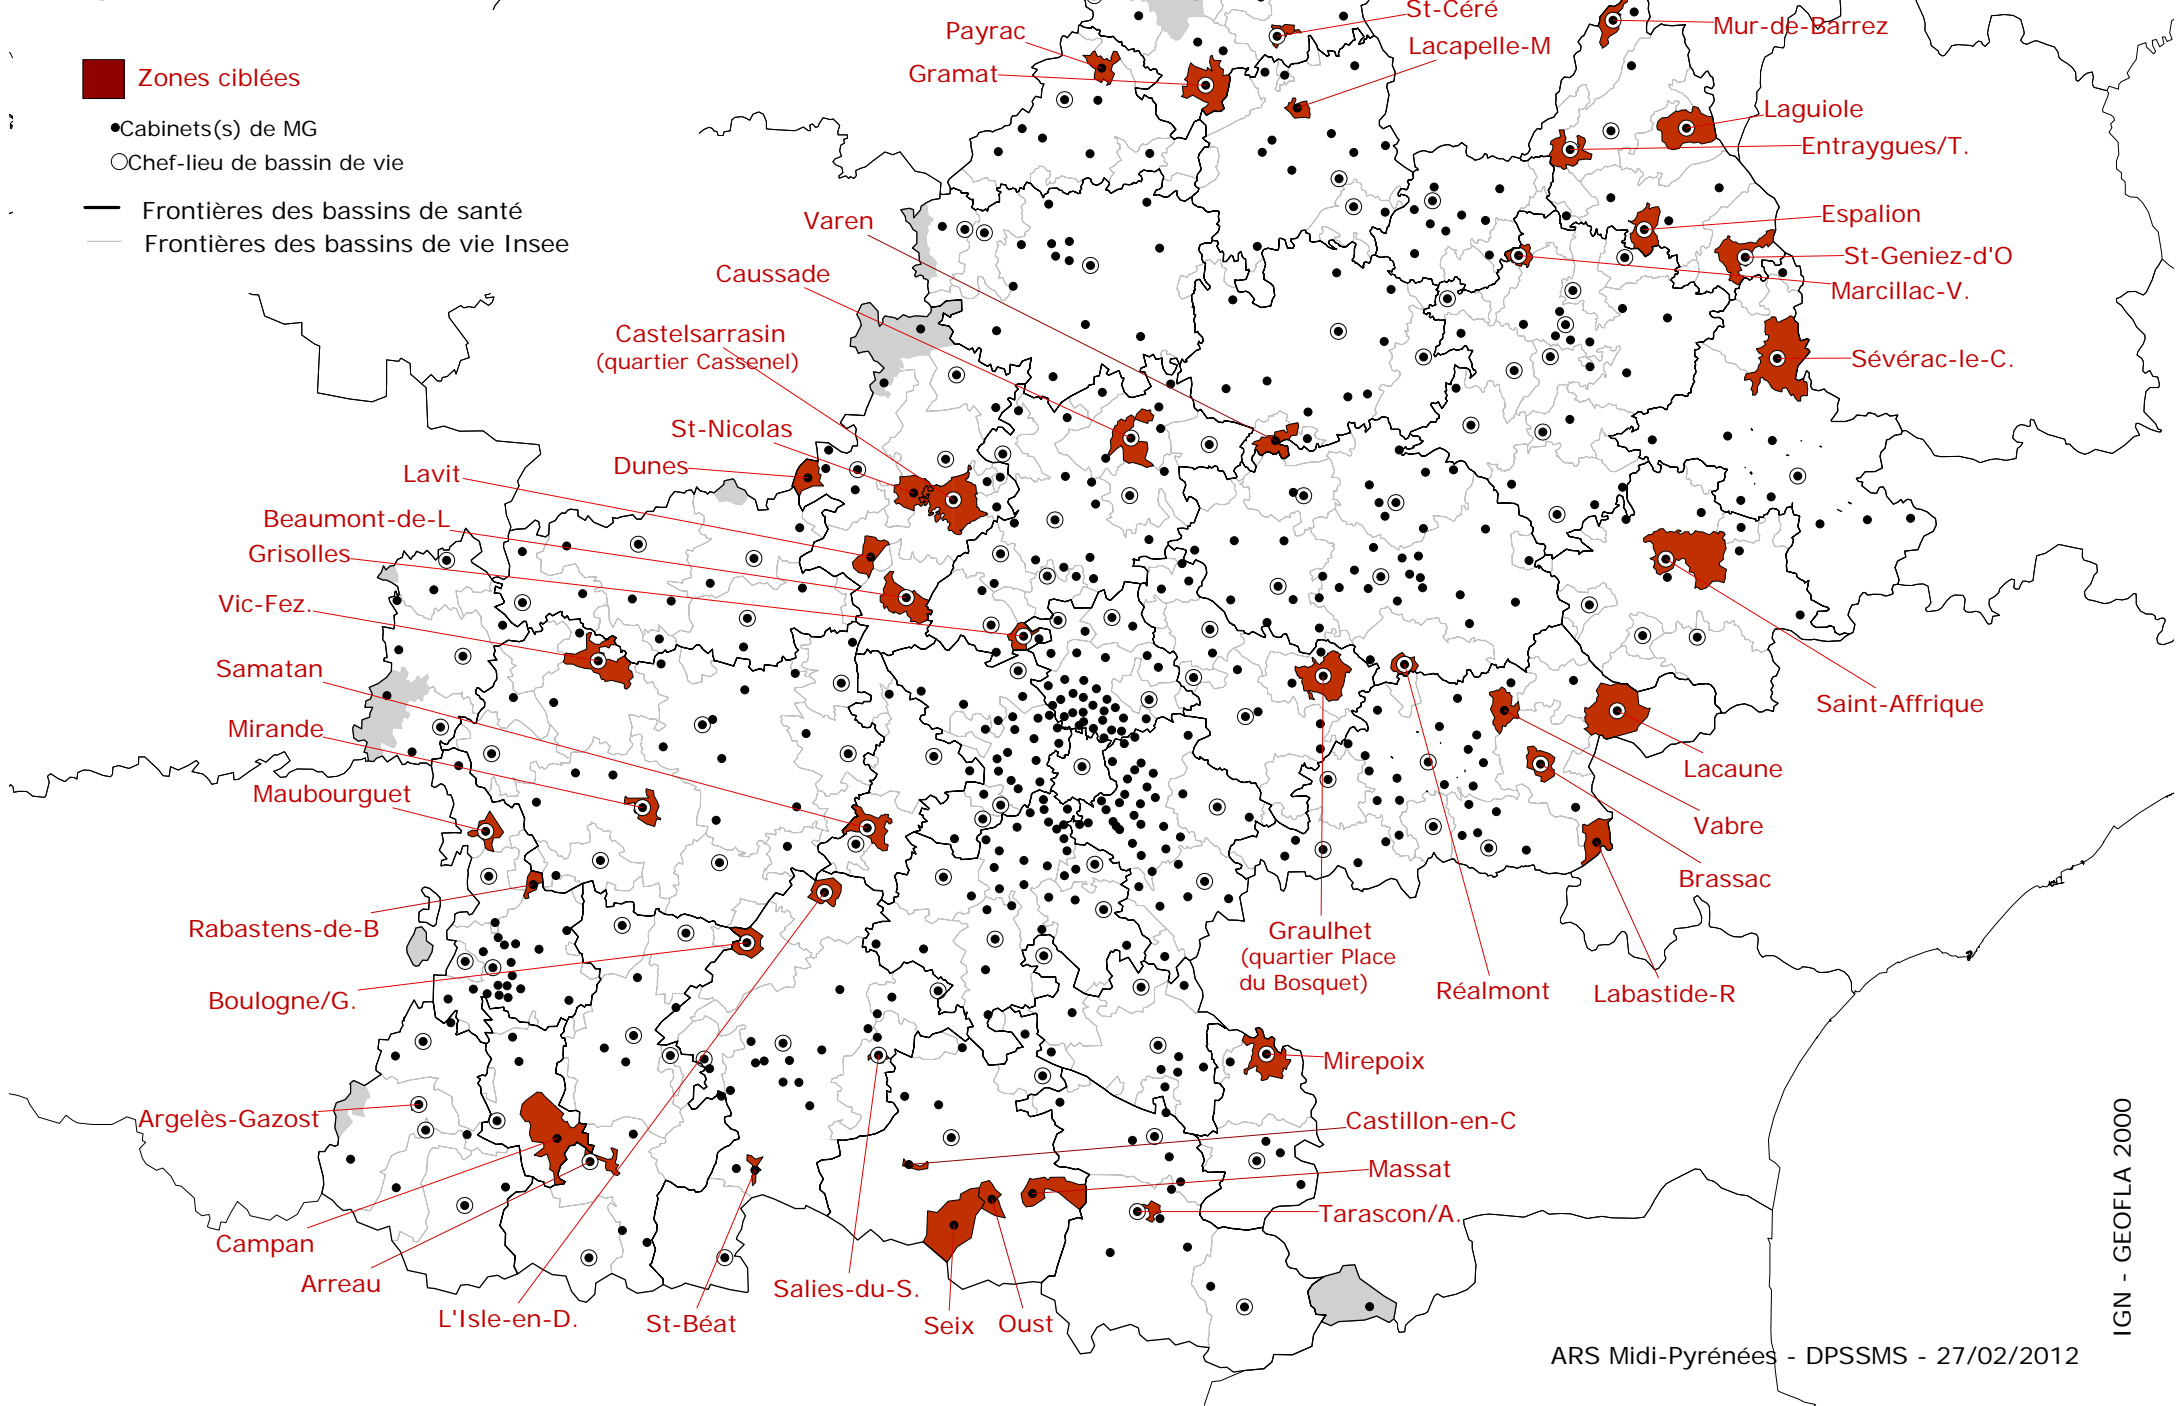 St-Céré
Payrac
Mur-de-Barrez
Lacapelle-M
Gramat
Zones ciblées
Laguiole
Cabinets(s) de MG
Entraygues/T.
Chef-lieu de bassin de vie
Frontières des bassins de santé
Espalion
Varen
Frontières des bassins de vie Insee
St-Geniez-d'O
Caussade
Marcillac-V.
Castelsarrasin
(quartier Cassenel)
Sévérac-le-C.
St-Nicolas
Dunes
Lavit
Beaumont-de-L
Grisolles
Vic-Fez.
Samatan
Saint-Affrique
Mirande
Lacaune
Maubourguet
Vabre
Brassac
Rabastens-de-B
Graulhet
(quartier Place
du Bosquet)
Réalmont
Labastide-R
Boulogne/G.
Mirepoix
Argelès-Gazost
Castillon-en-C
Massat
Tarascon/A.
Campan
Arreau
Salies-du-S.
L'Isle-en-D.
St-Béat
Seix
Oust
IGN - GEOFLA 2000
ARS Midi-Pyrénées - DPSSMS - 27/02/2012